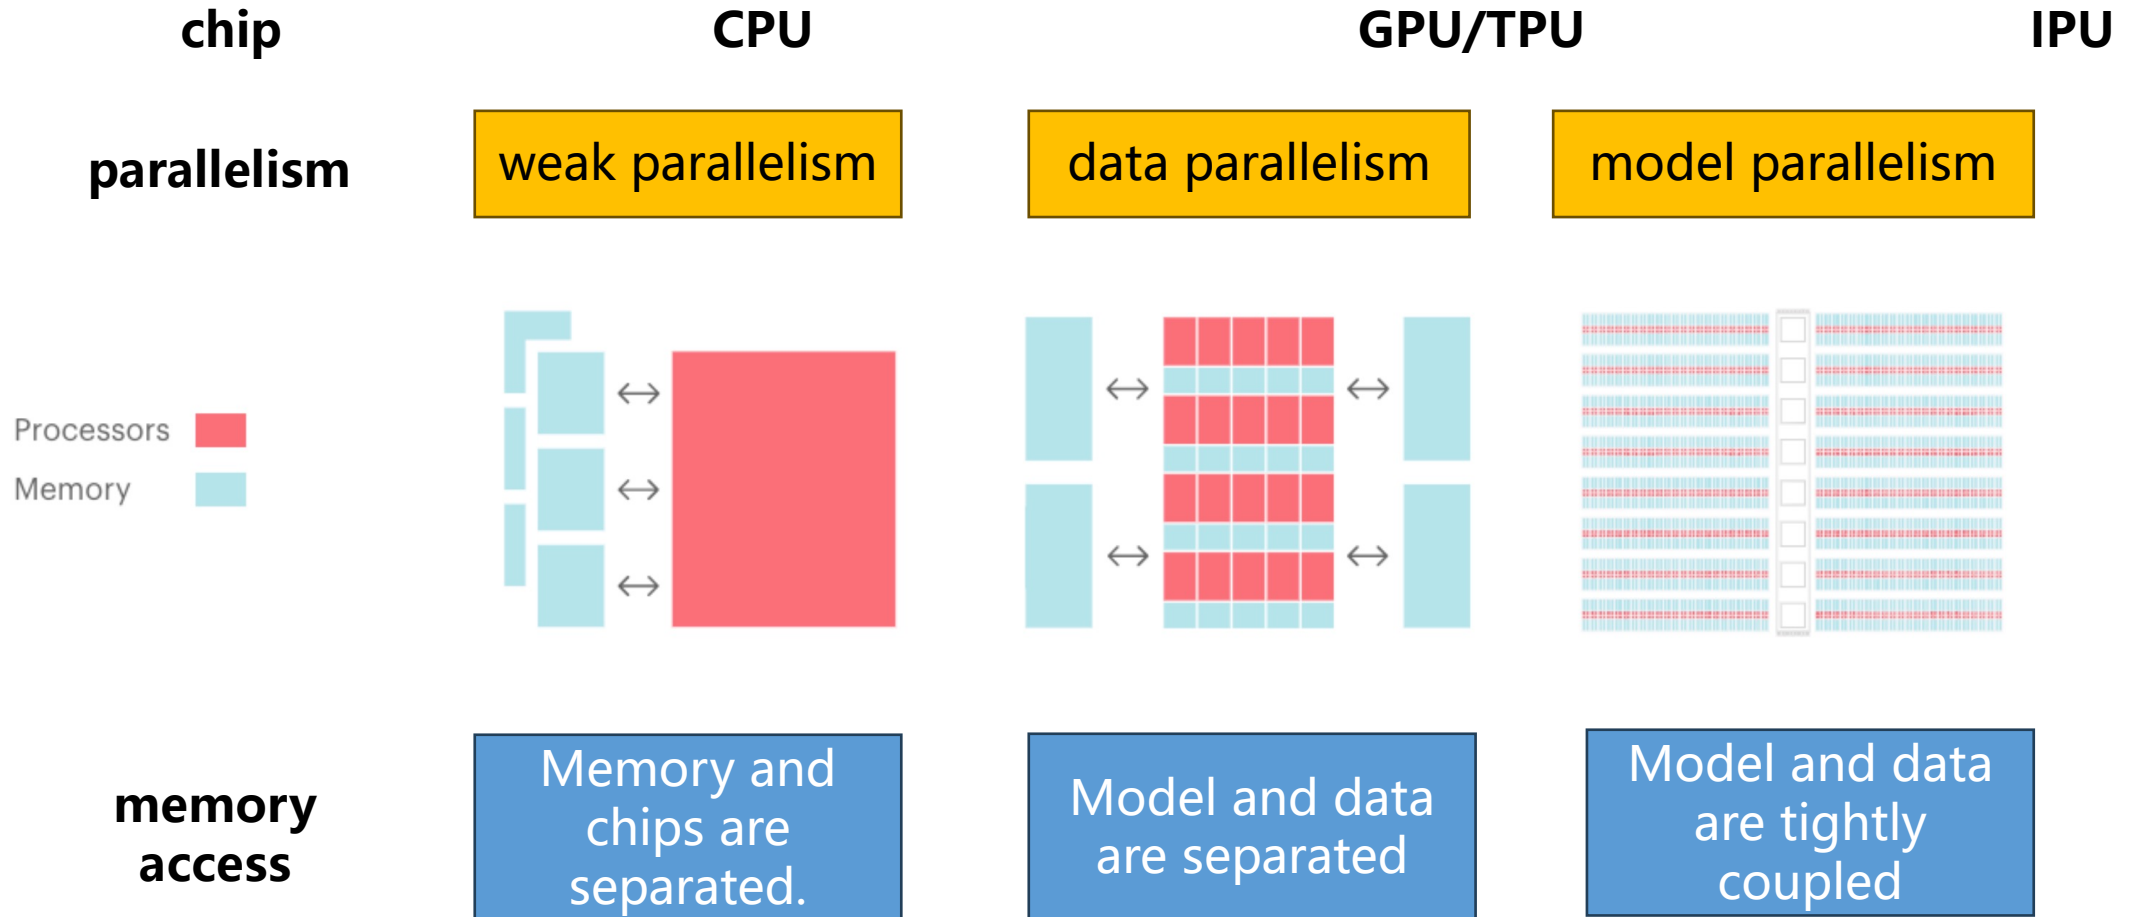 chip CPU GPU/TPU IPU
parallelism weak parallelism data parallelism model parallelism
Processors
Memory
memory
access
Memory and
chips are
separated.
Model and data
are separated
Model and data
are tightly
coupled